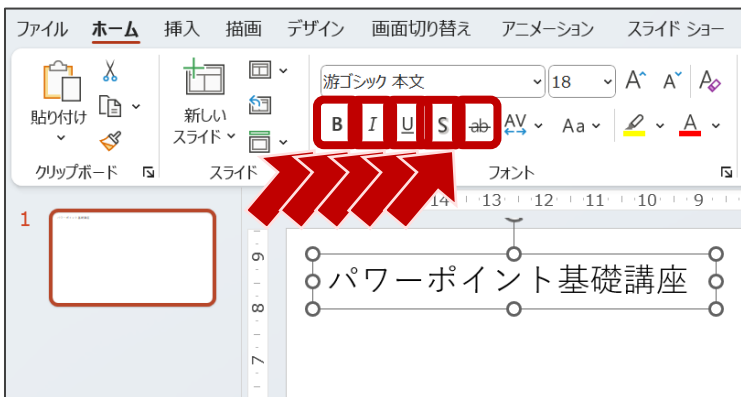 ファイル ホーム 挿入 描画 デザイン 画面切り替え アニメーション スライド ショー
游ゴシック 本文 18 A A A
貼り付け 新しい スライド B I U S ab AV Aa A
クリップボード スライド フォント
14 13 12 11 10 9
1
9
8
7
パワーポイント基礎講座